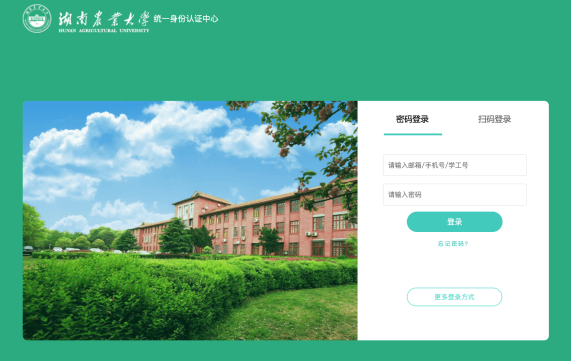 湖南农业大学 统一身份认证中心
HUNAN AGRICULTURAL UNIVERSITY
密码登录 扫码登录
请输入邮箱/手机号/学工号
请输入密码
登录
忘记密码?
更多登录方式